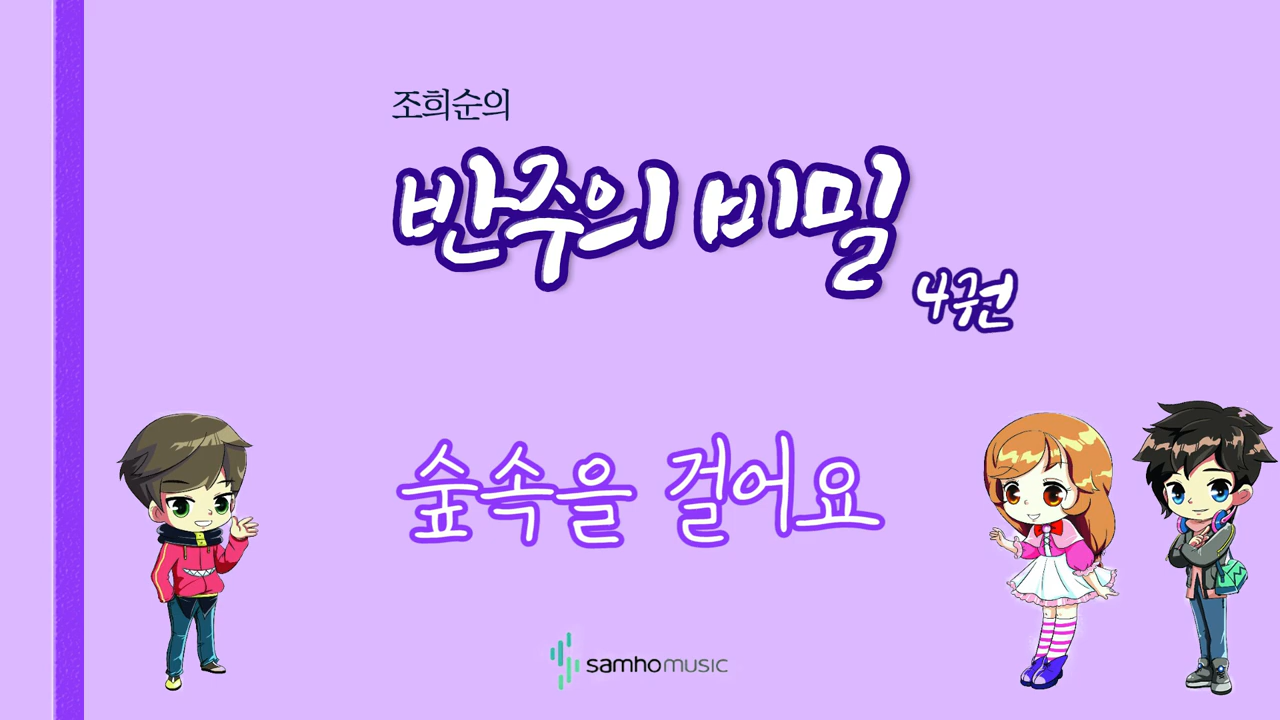 조희순의
반주의 비밀
4권
숲속을 걸어요
samhomusic